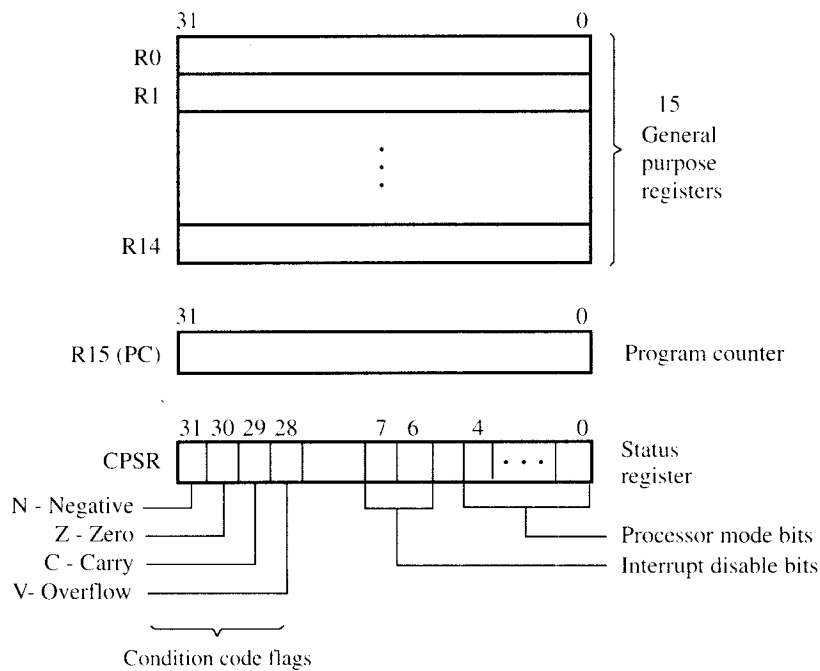 31 0
R0
R1
15
General
purpose
registers
R14
31 0
R15 (PC)
Program counter
31 30 29 28 7 6 4 0
CPSR
Status
register
N - Negative
Z - Zero
C - Carry
V- Overflow
Processor mode bits
Interrupt disable bits
Condition code flags